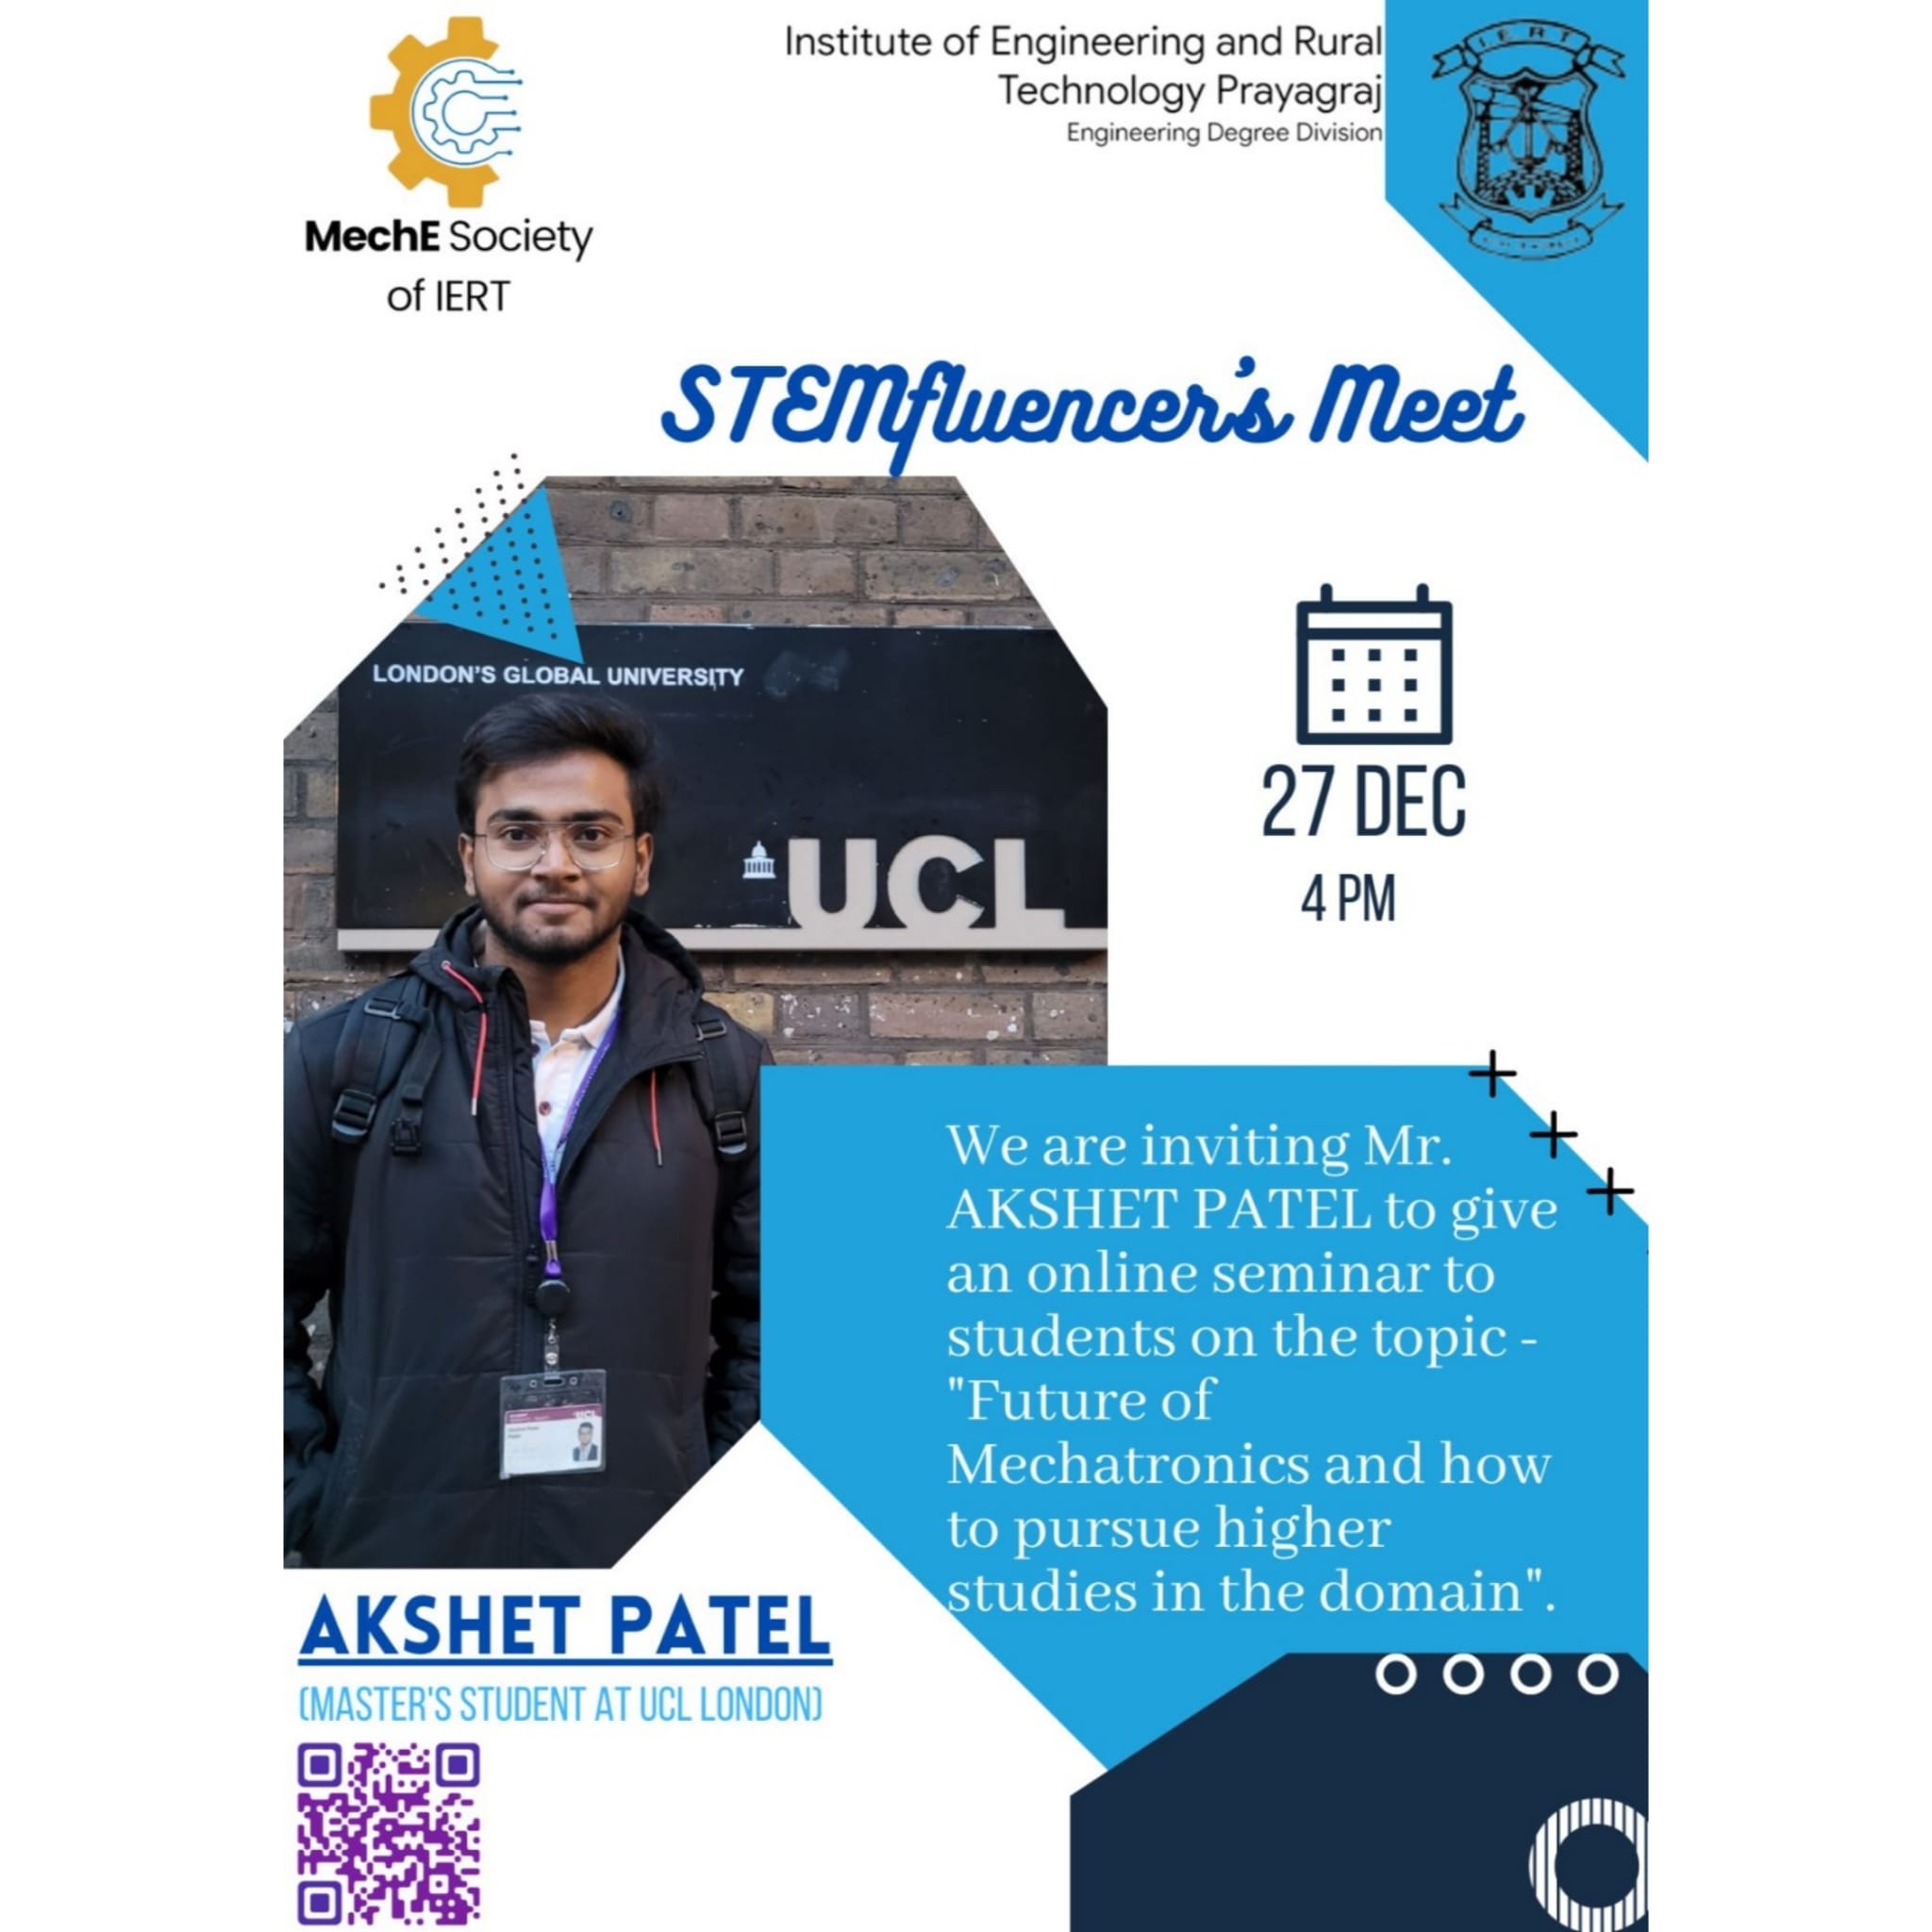 Institute of Engineering and Rural
Technology Prayagraj
Engineering Degree Division
I.E.R.T
MechE Society
of IERT
STEMfluencer's Meet
LONDON'S GLOBAL UNIVERSITY
UCL
27 DEC
4 PM
We are inviting Mr.
AKSHET PATEL to give
an online seminar to
students on the topic -
"Future of
Mechatronics and how
to pursue higher
studies in the domain".
UCL
AKSHET PATEL
(MASTER'S STUDENT AT UCL LONDON)